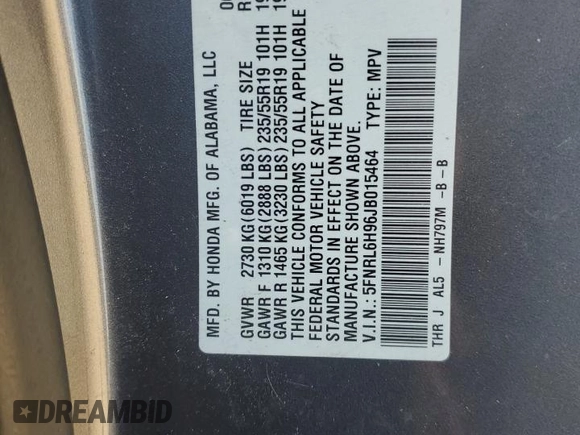 MFD. BY HONDA MFG. OF ALABAMA, LLC
GVWR 2730 KG (6019 LBS) TIRE SIZE
GAWR F 1310 KG (2888 LBS) 235/55R19 101H 19
GAWR R 1465 KG (3230 LBS) 235/55R19 101H 19
THIS VEHICLE CONFORMS TO ALL APPLICABLE
FEDERAL MOTOR VEHICLE SAFETY
STANDARDS IN EFFECT ON THE DATE OF
MANUFACTURE SHOWN ABOVE.
V.I.N.: 5FNRL6H96JB015464 TYPE: MPV
THR J AL5 - NH797M -B - B
DREAMBID